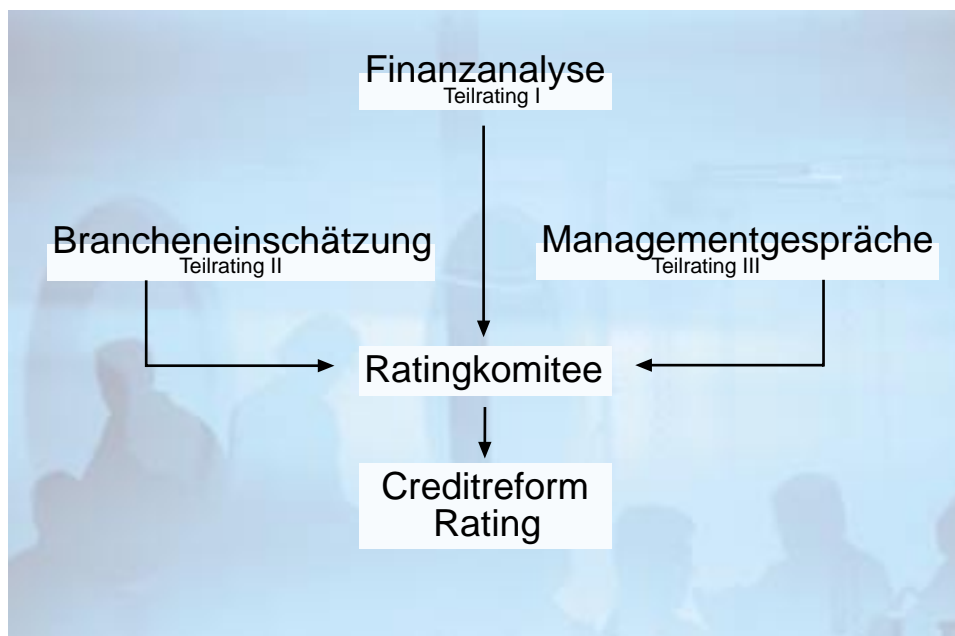 Finanzanalyse
Teilrating I
Brancheneinschätzung
Teilrating II
Managementgespräche
Teilrating III
Ratingkomitee
Creditreform
Rating